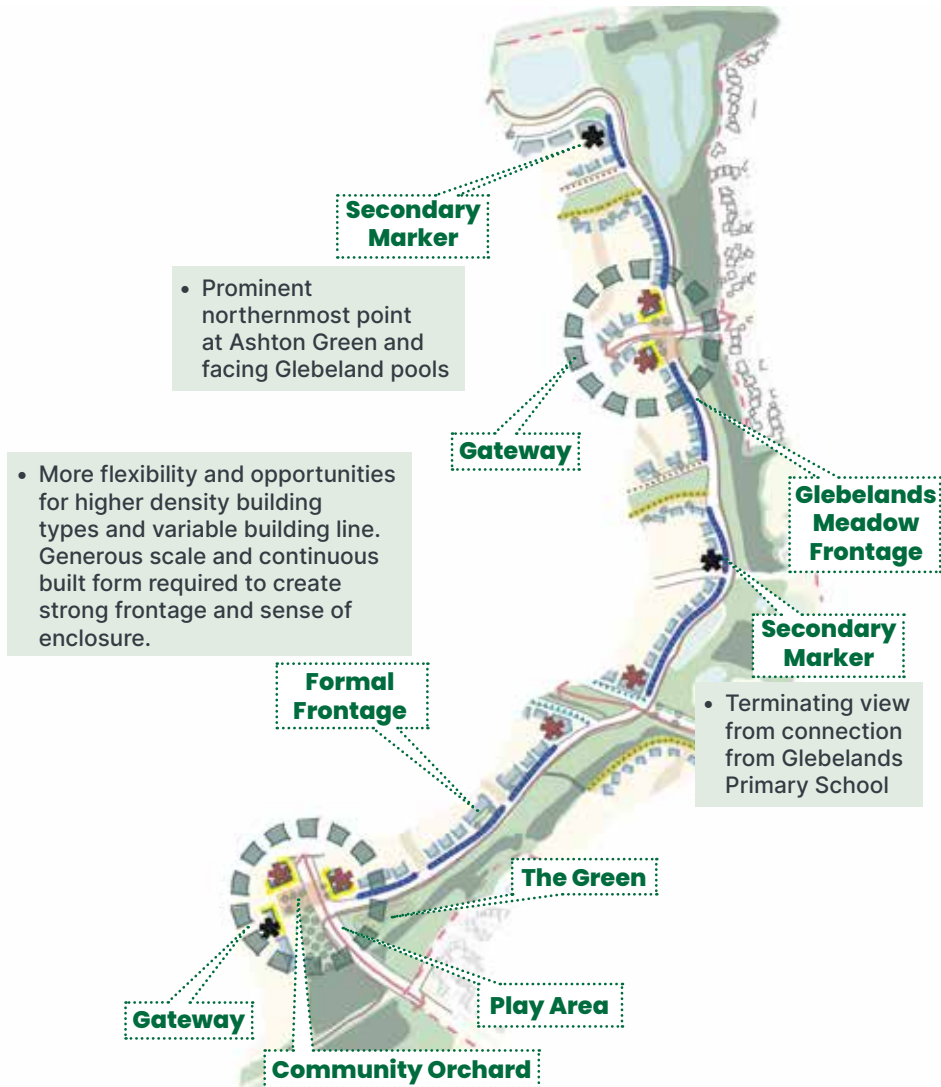 Secondary
Marker
• Prominent
northernmost point
at Ashton Green and
facing Glebeland pools
Gateway
• More flexibility and opportunities
for higher density building
types and variable building line.
Generous scale and continuous
built form required to create
strong frontage and sense of
enclosure.
Glebelands
Meadow
Frontage
Secondary
Marker
• Terminating view
from connection
from Glebelands
Primary School
Formal
Frontage
The Green
Play Area
Gateway
Community Orchard